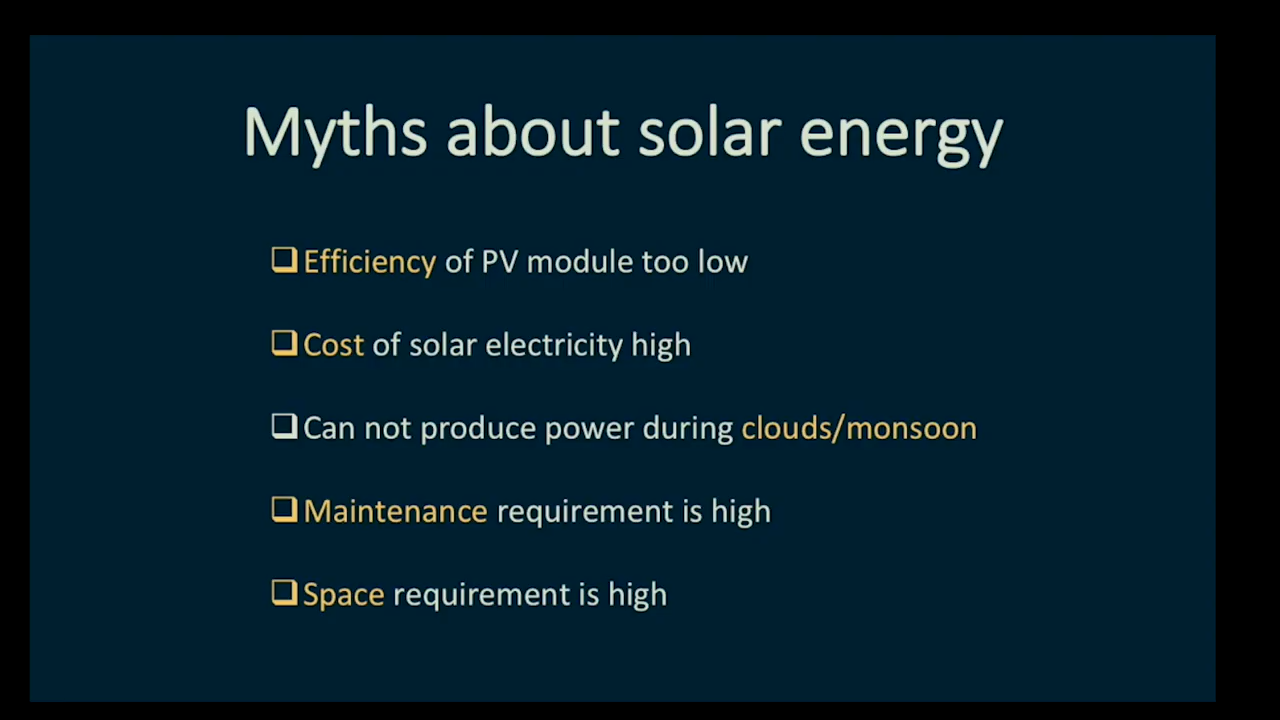 Myths about solar energy
Efficiency of PV module too low
Cost of solar electricity high
Can not produce power during clouds/monsoon
Maintenance requirement is high
Space requirement is high